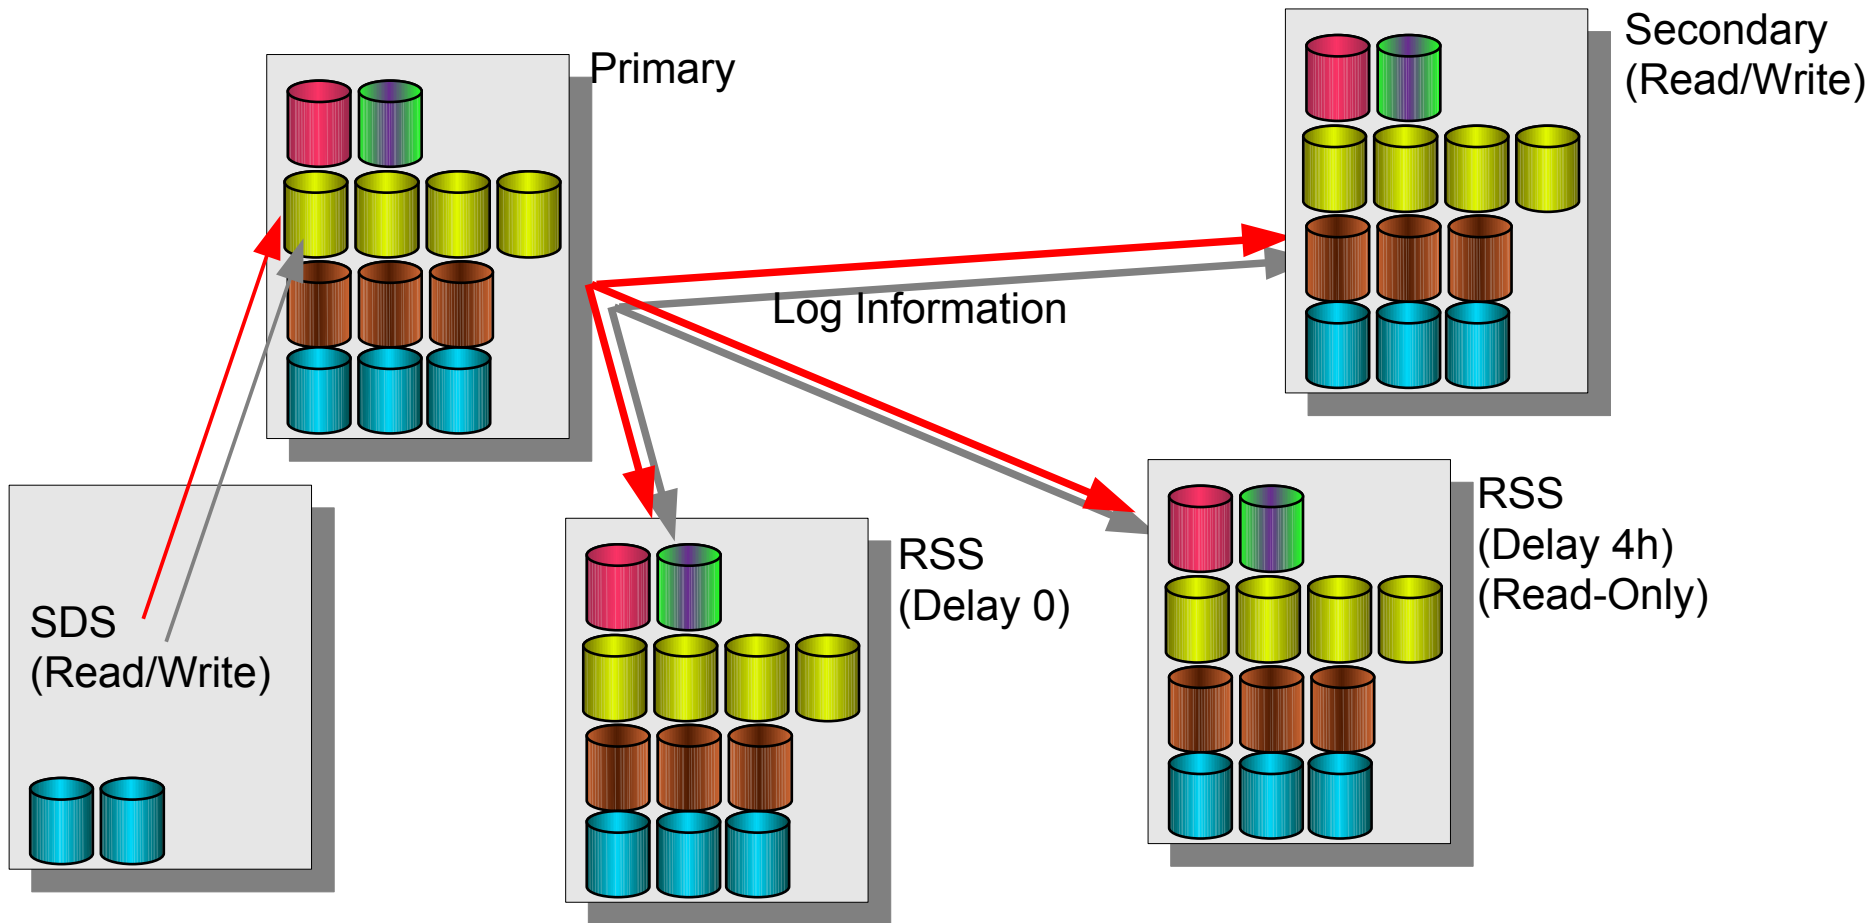 Primary
Secondary
(Read/Write)
Log Information
SDS
(Read/Write)
RSS
(Delay 0)
RSS
(Delay 4h)
(Read-Only)